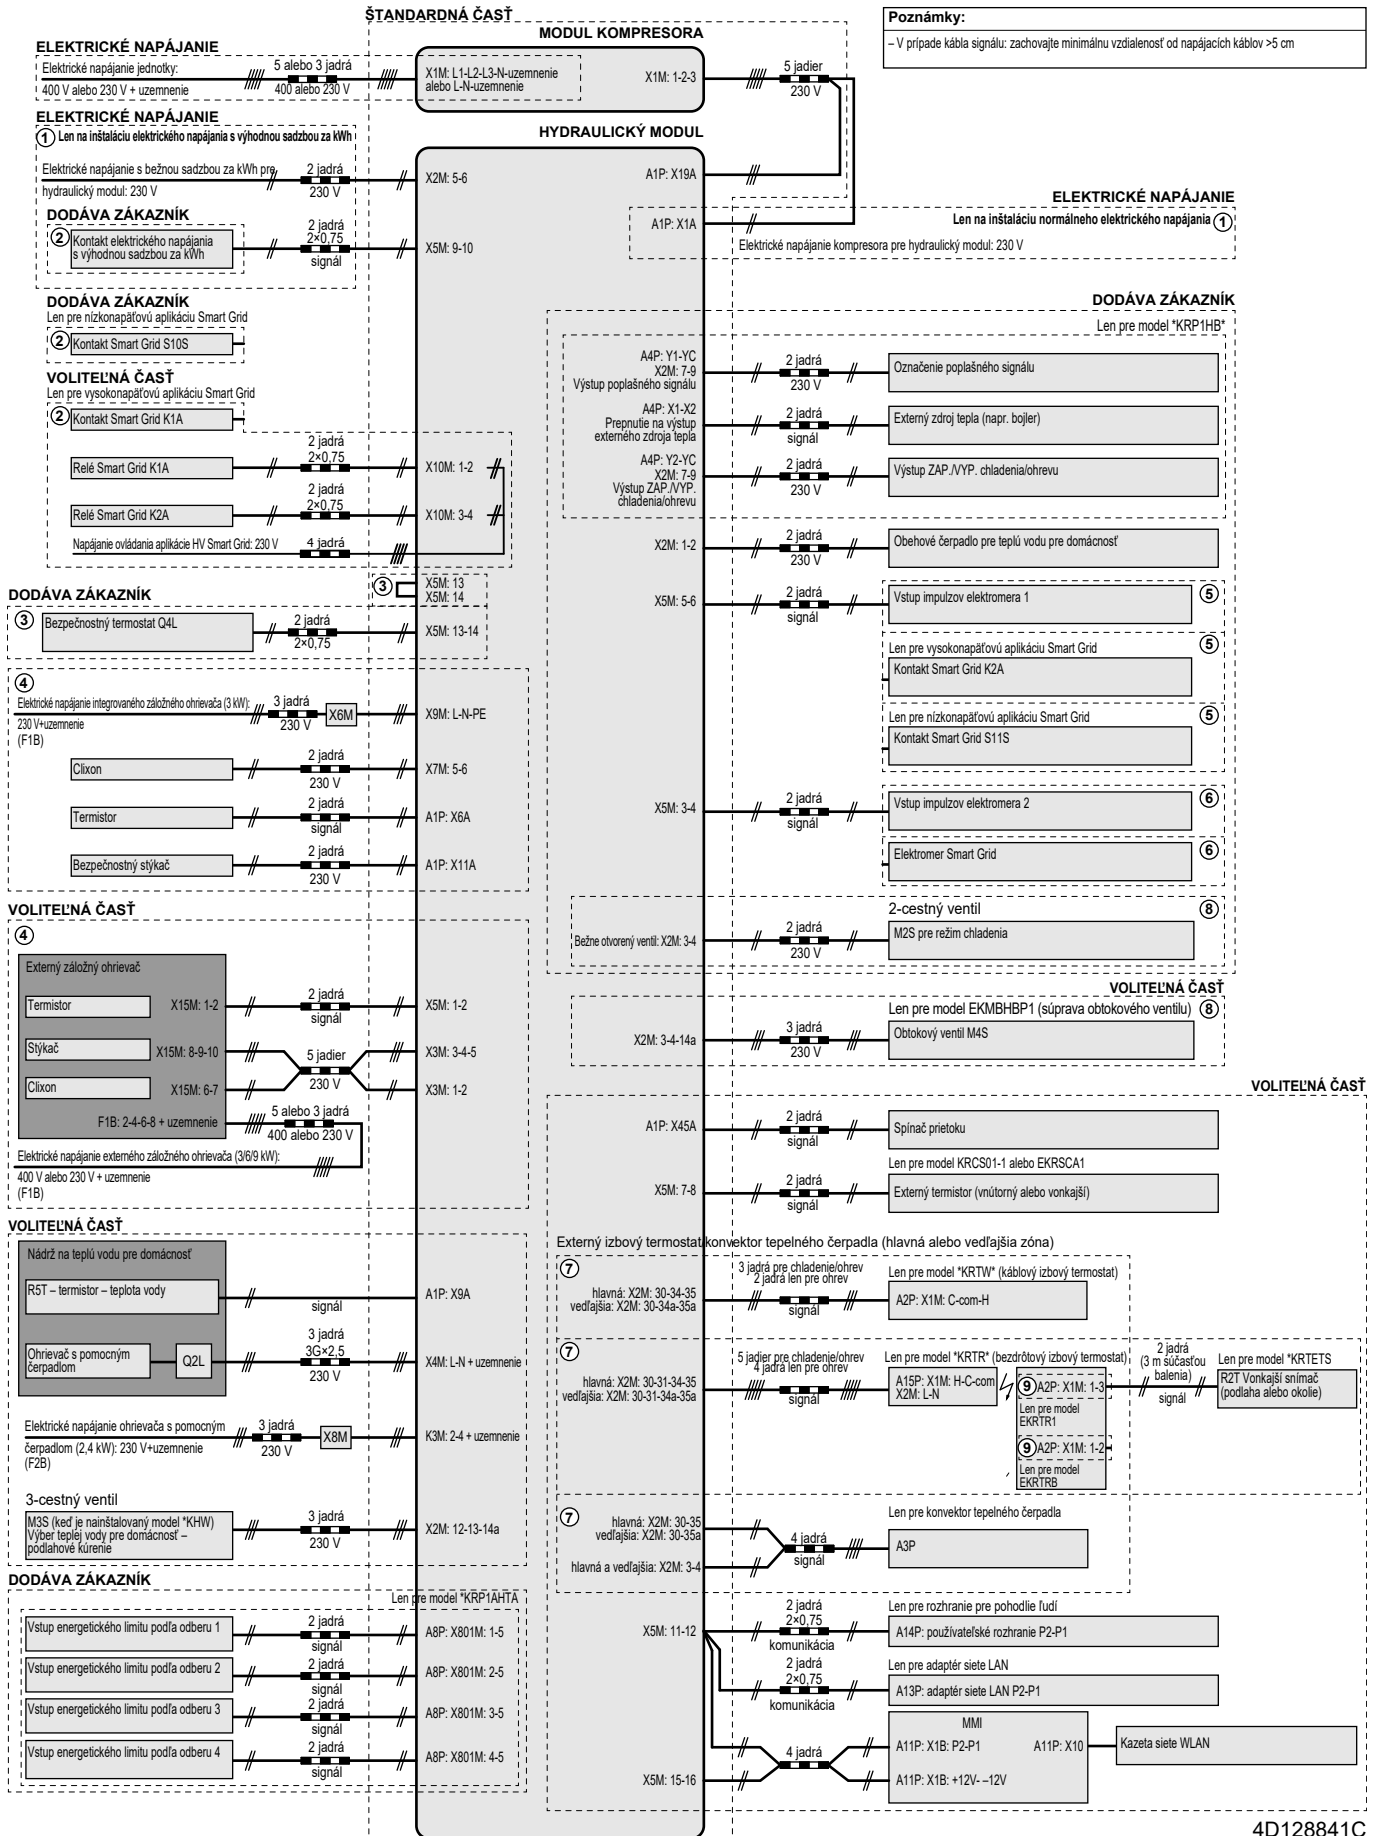 ŠTANDARDNÁ ČASŤ
Poznámky:
– V prípade kábla signálu: zachovajte minimálnu vzdialenosť od napájacích káblov >5 cm
MODUL KOMPRESORA
ELEKTRICKÉ NAPÁJANIE
Elektrické napájanie jednotky:
400 V alebo 230 V + uzemnenie
5 alebo 3 jadrá
400 alebo 230 V
X1M: L1-L2-L3-N-uzemnenie
alebo L-N-uzemnenie
X1M: 1-2-3
5 jadier
230 V
ELEKTRICKÉ NAPÁJANIE
1 Len na inštaláciu elektrického napájania s výhodnou sadzbou za kWh
HYDRAULICKÝ MODUL
Elektrické napájanie s bežnou sadzbou za kWh pre
hydraulický modul: 230 V
2 jadrá
230 V
X2M: 5-6
A1P: X19A
DODÁVA ZÁKAZNÍK
2 Kontakt elektrického napájania
s výhodnou sadzbou za kWh
2 jadrá
2×0,75
signál
X5M: 9-10
ELEKTRICKÉ NAPÁJANIE
Len na inštaláciu normálneho elektrického napájania 1
A1P: X1A
Elektrické napájanie kompresora pre hydraulický modul: 230 V
DODÁVA ZÁKAZNÍK
Len pre nízkonapäťovú aplikáciu Smart Grid
2 Kontakt Smart Grid S10S
VOLITEĽNÁ ČASŤ
Len pre vysokonapäťovú aplikáciu Smart Grid
2 Kontakt Smart Grid K1A
Relé Smart Grid K1A
2 jadrá
2×0,75
X10M: 1-2
Relé Smart Grid K2A
2 jadrá
2×0,75
X10M: 3-4
Napájanie ovládania aplikácie HV Smart Grid: 230 V
4 jadrá
DODÁVA ZÁKAZNÍK
Len pre model *KRP1HB*
A4P: Y1-YC
X2M: 7-9
Výstup poplašného signálu
2 jadrá
230 V
Označenie poplašného signálu
A4P: X1-X2
Prepnutie na výstup
externého zdroja tepla
2 jadrá
signál
Externý zdroj tepla (napr. bojler)
A4P: Y2-YC
X2M: 7-9
Výstup ZAP./VYP.
chladenia/ohrevu
2 jadrá
230 V
Výstup ZAP./VYP. chladenia/ohrevu
X2M: 1-2
2 jadrá
230 V
Obehové čerpadlo pre teplú vodu pre domácnosť
3
X5M: 13
X5M: 14
DODÁVA ZÁKAZNÍK
3 Bezpečnostný termostat Q4L
2 jadrá
2×0,75
X5M: 13-14
X5M: 5-6
2 jadrá
signál
Vstup impulzov elektromera 1
5
Len pre vysokonapäťovú aplikáciu Smart Grid
5
Kontakt Smart Grid K2A
Len pre nízkonapäťovú aplikáciu Smart Grid
5
Kontakt Smart Grid S11S
X5M: 3-4
2 jadrá
signál
Vstup impulzov elektromera 2
6
Elektromer Smart Grid
6
4
Elektrické napájanie integrovaného záložného ohrievača (3 kW):
230 V+uzemnenie
(F1B)
3 jadrá
230 V
X6M
X9M: L-N-PE
Clixon
2 jadrá
230 V
X7M: 5-6
Termistor
2 jadrá
signál
A1P: X6A
Bezpečnostný stýkač
2 jadrá
230 V
A1P: X11A
2-cestný ventil
8
Bežne otvorený ventil: X2M: 3-4
2 jadrá
230 V
M2S pre režim chladenia
VOLITEĽNÁ ČASŤ
Len pre model EKMBHBP1 (súprava obtokového ventilu) 8
X2M: 3-4-14a
3 jadrá
230 V
Obtokový ventil M4S
VOLITEĽNÁ ČASŤ
4
Externý záložný ohrievač
Termistor
X15M: 1-2
2 jadrá
signál
X5M: 1-2
Stýkač
X15M: 8-9-10
5 jadier
230 V
X3M: 3-4-5
Clixon
X15M: 6-7
X3M: 1-2
F1B: 2-4-6-8 + uzemnenie
5 alebo 3 jadrá
400 alebo 230 V
Elektrické napájanie externého záložného ohrievača (3/6/9 kW):
400 V alebo 230 V + uzemnenie
(F1B)
VOLITEĽNÁ ČASŤ
A1P: X45A
2 jadrá
signál
Spínač prietoku
Len pre model KRCS01-1 alebo EKRSCA1
X5M: 7-8
2 jadrá
signál
Externý termistor (vnútorný alebo vonkajší)
Externý izbový termostat/konvektor tepelného čerpadla (hlavná alebo vedľajšia zóna)
7
hlavná: X2M: 30-34-35
vedľajšia: X2M: 30-34a-35a
3 jadrá pre chladenie/ohrev
2 jadrá len pre ohrev
signál
Len pre model *KRTW* (káblový izbový termostat)
A2P: X1M: C-com-H
7
hlavná: X2M: 30-31-34-35
vedľajšia: X2M: 30-31-34a-35a
5 jadier pre chladenie/ohrev
4 jadrá len pre ohrev
signál
Len pre model *KRTR* (bezdrôtový izbový termostat)
A15P: X1M: H-C-com
X2M: L-N
9 A2P: X1M: 1-3
Len pre model
EKRTR1
9 A2P: X1M: 1-2
Len pre model
EKRTRB
2 jadrá
(3 m súčasťou
balenia)
signál
Len pre model *KRTETS
R2T Vonkajší snímač
(podlaha alebo okolie)
7
hlavná: X2M: 30-35
vedľajšia: X2M: 30-35a
hlavná a vedľajšia: X2M: 3-4
4 jadrá
signál
Len pre konvektor tepelného čerpadla
A3P
VOLITEĽNÁ ČASŤ
Nádrž na teplú vodu pre domácnosť
R5T – termistor – teplota vody
signál
A1P: X9A
Ohrievač s pomocným
čerpadlom
Q2L
3 jadrá
3G×2,5
230 V
X4M: L-N + uzemnenie
Elektrické napájanie ohrievača s pomocným
čerpadlom (2,4 kW): 230 V+uzemnenie
(F2B)
3 jadrá
230 V
X8M
K3M: 2-4 + uzemnenie
3-cestný ventil
M3S (keď je nainštalovaný model *KHW)
Výber teplej vody pre domácnosť –
podlahové kúrenie
3 jadrá
230 V
X2M: 12-13-14a
DODÁVA ZÁKAZNÍK
Len pre model *KRP1AHTA
Vstup energetického limitu podľa odberu 1
2 jadrá
signál
A8P: X801M: 1-5
Vstup energetického limitu podľa odberu 2
2 jadrá
signál
A8P: X801M: 2-5
Vstup energetického limitu podľa odberu 3
2 jadrá
signál
A8P: X801M: 3-5
Vstup energetického limitu podľa odberu 4
2 jadrá
signál
A8P: X801M: 4-5
X5M: 11-12
2 jadrá
2×0,75
komunikácia
Len pre rozhranie pre pohodlie ľudí
A14P: používateľské rozhranie P2-P1
2 jadrá
2×0,75
komunikácia
Len pre adaptér siete LAN
A13P: adaptér siete LAN P2-P1
X5M: 15-16
4 jadrá
MMI
A11P: X1B: P2-P1
A11P: X10
A11P: X1B: +12V- –12V
Kazeta siete WLAN
4D128841C